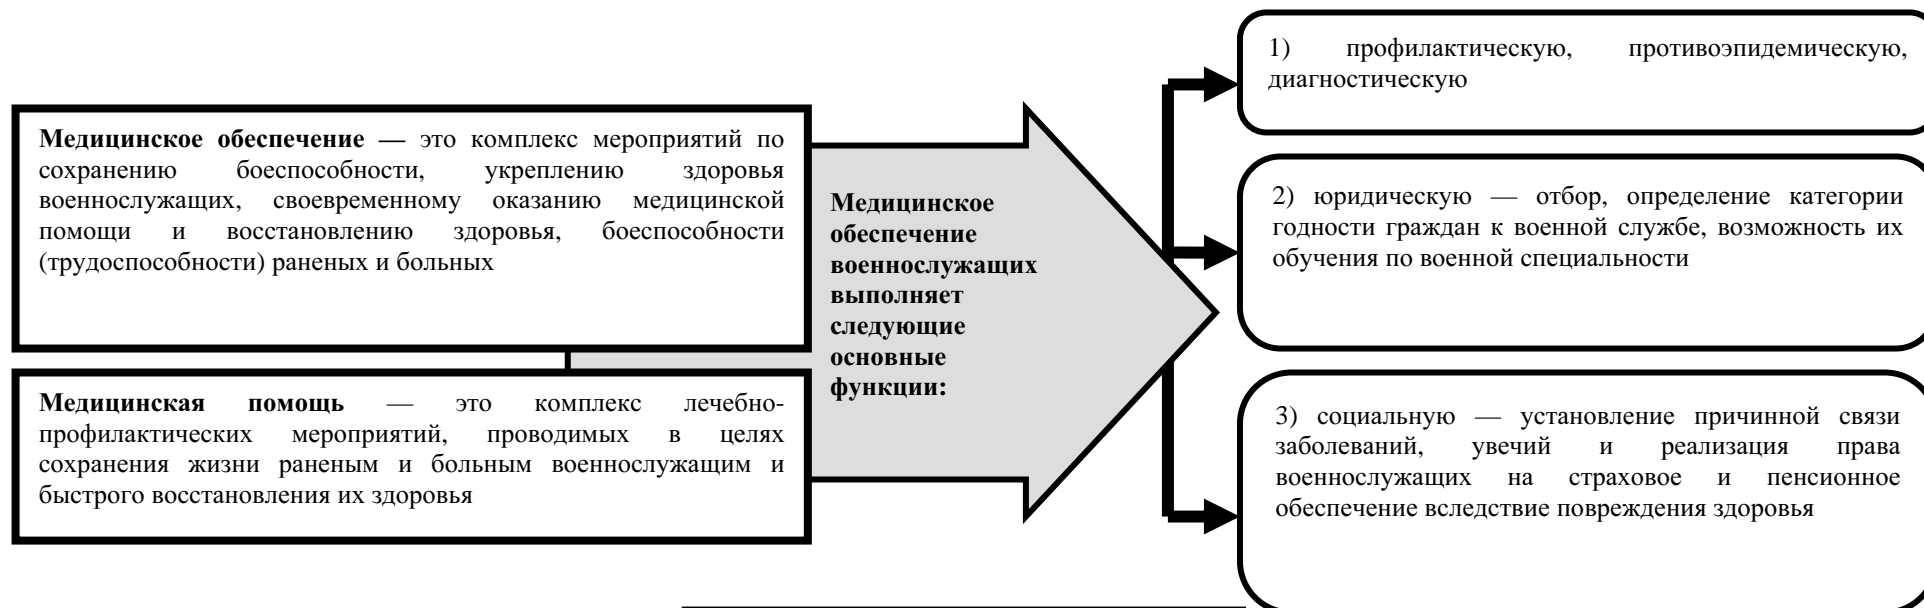 Медицинское обеспечение — это комплекс мероприятий по
сохранению боеспособности, укреплению здоровья
военнослужащих, своевременному оказанию медицинской
помощи и восстановлению здоровья, боеспособности
(трудоспособности) раненых и больных
Медицинская помощь — это комплекс лечебно-
профилактических мероприятий, проводимых в целях
сохранения жизни раненым и больным военнослужащим и
быстрого восстановления их здоровья
Медицинское
обеспечение
военнослужащих
выполняет
следующие
основные
функции:
1) профилактическую, противоэпидемическую,
диагностическую
2) юридическую — отбор, определение категории
годности граждан к военной службе, возможность их
обучения по военной специальности
3) социальную — установление причинной связи
заболеваний, увечий и реализация права
военнослужащих на страховое и пенсионное
обеспечение вследствие повреждения здоровья